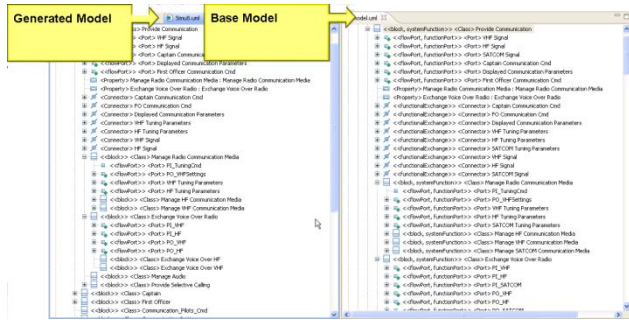 Generated Model
Simu8.uml
<Class> Provide Communication
<Port> VHF Signal
<Port> HF Signal
<Port> Captain Communica
<<flowPort>> <Port> Displayed Communication Parameters
<<flowPort>> <Port> First Officer Communication Cmd
<Property> Manage Radio Communication Media : Manage Radio Communication Media
<Property> Exchange Voice Over Radio : Exchange Voice Over Radio
<Connector> Captain Communication Cmd
<Connector> FO Communication Cmd
<Connector> Displayed Communication Parameters
<Connector> VHF Tuning Parameters
<Connector> HF Tuning Parameters
<Connector> VHF Signal
<Connector> HF Signal
<<block>> <Class> Manage Radio Communication Media
<<flowPort>> <Port> PI_TuningCmd
<<flowPort>> <Port> PO_VHFSettings
<<flowPort>> <Port> VHF Tuning Parameters
<<flowPort>> <Port> HF Tuning Parameters
<<block>> <Class> Manage HF Communication Media
<<block>> <Class> Manage VHF Communication Media
<<block>> <Class> Exchange Voice Over Radio
<<flowPort>> <Port> PI_VHF
<<flowPort>> <Port> PI_HF
<<flowPort>> <Port> PO_VHF
<<flowPort>> <Port> PO_HF
<<block>> <Class> Exchange Voice Over HF
<<block>> <Class> Exchange Voice Over VHF
<<block>> <Class> Manage Audio
<<block>> <Class> Provide Selective Calling
<<block>> <Class> Captain
<<block>> <Class> First Officer
<<block>> <Class> Communication_Pilots_Cmd
Base Model
Model.uml
<<block, systemFunction>> <Class> Provide Communication
<<flowPort, functionPort>> <Port> VHF Signal
<<flowPort, functionPort>> <Port> HF Signal
<<flowPort, functionPort>> <Port> SATCOM Signal
<<flowPort, functionPort>> <Port> Captain Communication Cmd
<<flowPort, functionPort>> <Port> Displayed Communication Parameters
<<flowPort, functionPort>> <Port> First Officer Communication Cmd
<Property> Manage Radio Communication Media : Manage Radio Communication Media
<Property> Exchange Voice Over Radio : Exchange Voice Over Radio
<<functionalExchange>> <Connector> Captain Communication Cmd
<<functionalExchange>> <Connector> FO Communication Cmd
<<functionalExchange>> <Connector> Displayed Communication Parameters
<<functionalExchange>> <Connector> VHF Tuning Parameters
<<functionalExchange>> <Connector> HF Tuning Parameters
<<functionalExchange>> <Connector> SATCOM Tuning Parameters
<<functionalExchange>> <Connector> VHF Signal
<<functionalExchange>> <Connector> HF Signal
<<functionalExchange>> <Connector> SATCOM Signal
<<block, systemFunction>> <Class> Manage Radio Communication Media
<<flowPort, functionPort>> <Port> PI_TuningCmd
<<flowPort, functionPort>> <Port> PO_VHFSettings
<<flowPort, functionPort>> <Port> VHF Tuning Parameters
<<flowPort, functionPort>> <Port> HF Tuning Parameters
<<flowPort, functionPort>> <Port> SATCOM Tuning Parameters
<<block, systemFunction>> <Class> Manage HF Communication Media
<<block, systemFunction>> <Class> Manage VHF Communication Media
<<block, systemFunction>> <Class> Manage SATCOM Communication Media
<<block, systemFunction>> <Class> Exchange Voice Over Radio
<<flowPort, functionPort>> <Port> PI_VHF
<<flowPort, functionPort>> <Port> PI_HF
<<flowPort, functionPort>> <Port> PI_SATCOM
<<flowPort, functionPort>> <Port> PO_VHF
<<flowPort, functionPort>> <Port> PO_HF
<<flowPort, functionPort>> <Port> PO_SATCOM